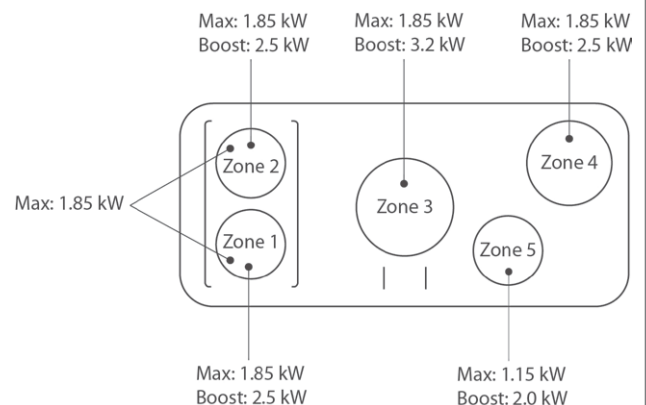 Max: 1.85 kW
Boost: 2.5 kW
Max: 1.85 kW
Boost: 3.2 kW
Max: 1.85 kW
Boost: 2.5 kW
Zone 2
Zone 4
Max: 1.85 kW
Zone 3
Zone 1
Zone 5
Max: 1.85 kW
Boost: 2.5 kW
Max: 1.15 kW
Boost: 2.0 kW